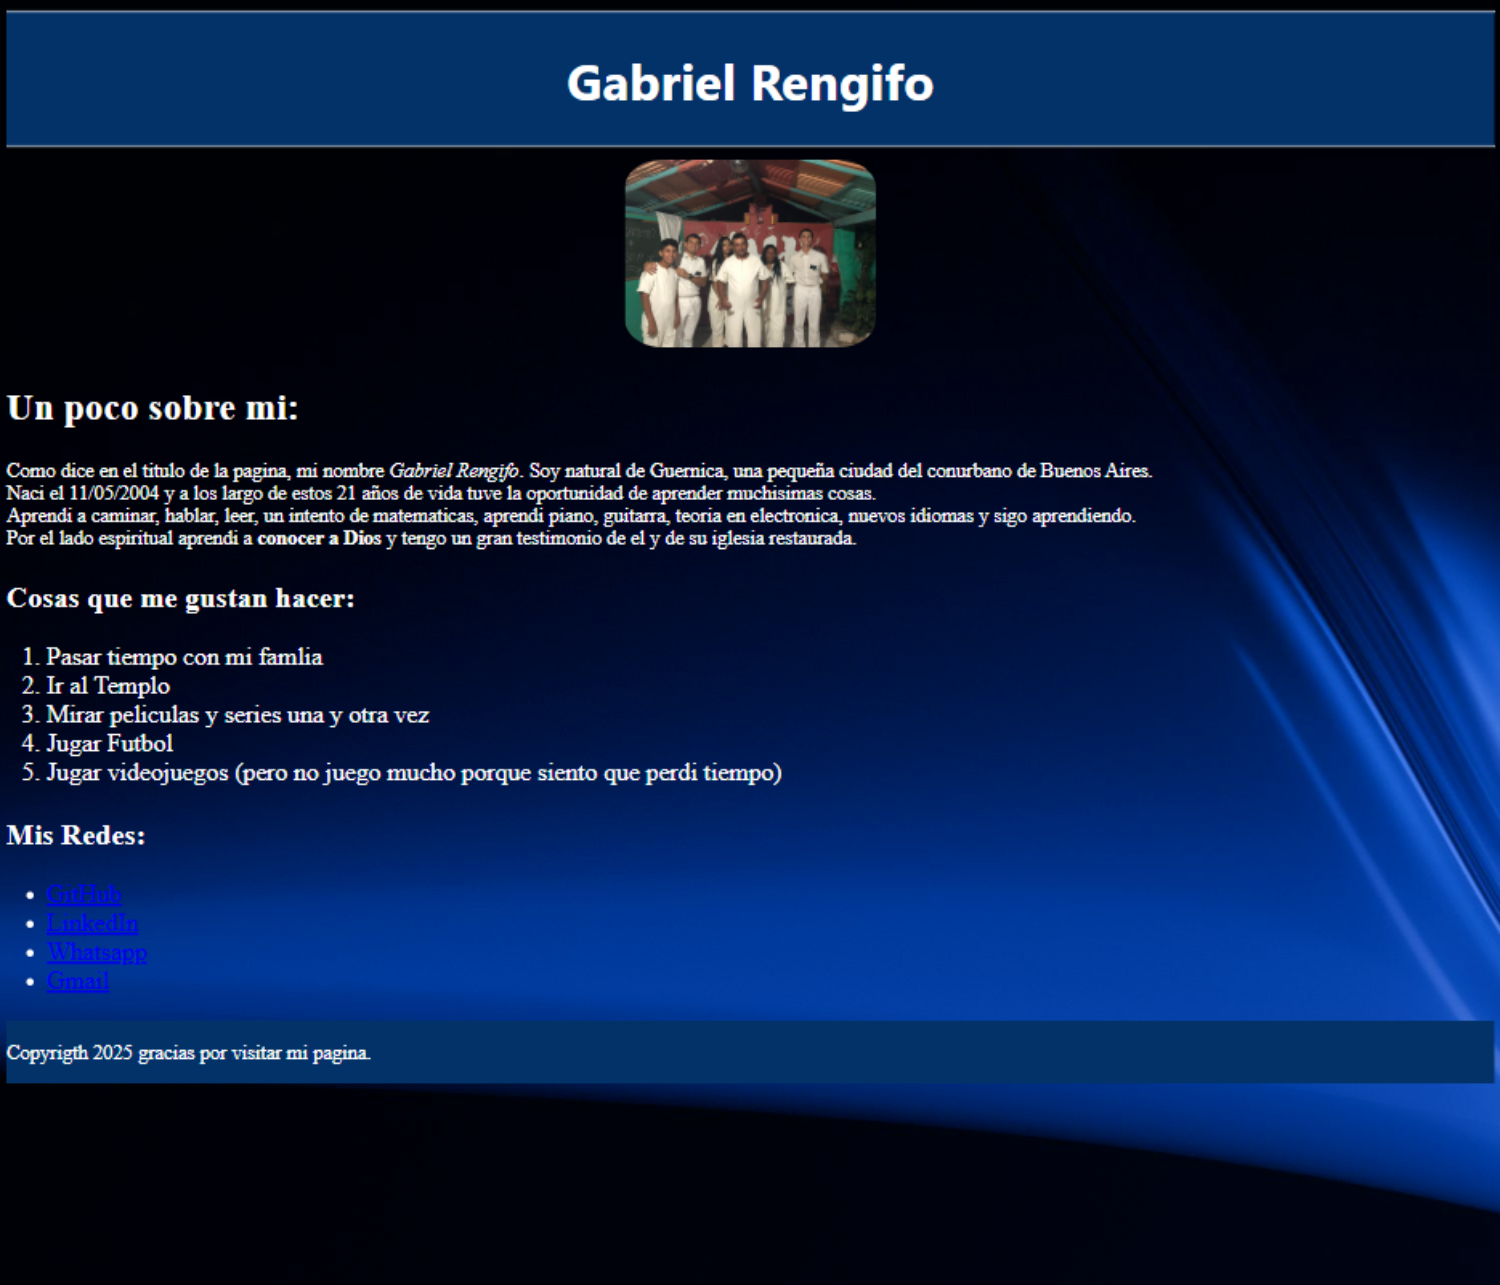 Gabriel Rengifo
Un poco sobre mi:
Como dice en el titulo de la pagina, mi nombre Gabriel Rengifo. Soy natural de Guernica, una pequeña ciudad del conurbano de Buenos Aires.
Naci el 11/05/2004 y a los largo de estos 21 años de vida tuve la oportunidad de aprender muchisimas cosas.
Aprendi a caminar, hablar, leer, un intento de matematicas, aprendi piano, guitarra, teoria en electronica, nuevos idiomas y sigo aprendiendo.
Por el lado espiritual aprendi a conocer a Dios y tengo un gran testimonio de el y de su iglesia restaurada.
Cosas que me gustan hacer:
1. Pasar tiempo con mi famlia
2. Ir al Templo
3. Mirar peliculas y series una y otra vez
4. Jugar Futbol
5. Jugar videojuegos (pero no juego mucho porque siento que perdi tiempo)
Mis Redes:
• GitHub
• LinkedIn
• Whatsapp
• Gmail
Copyrigth 2025 gracias por visitar mi pagina.